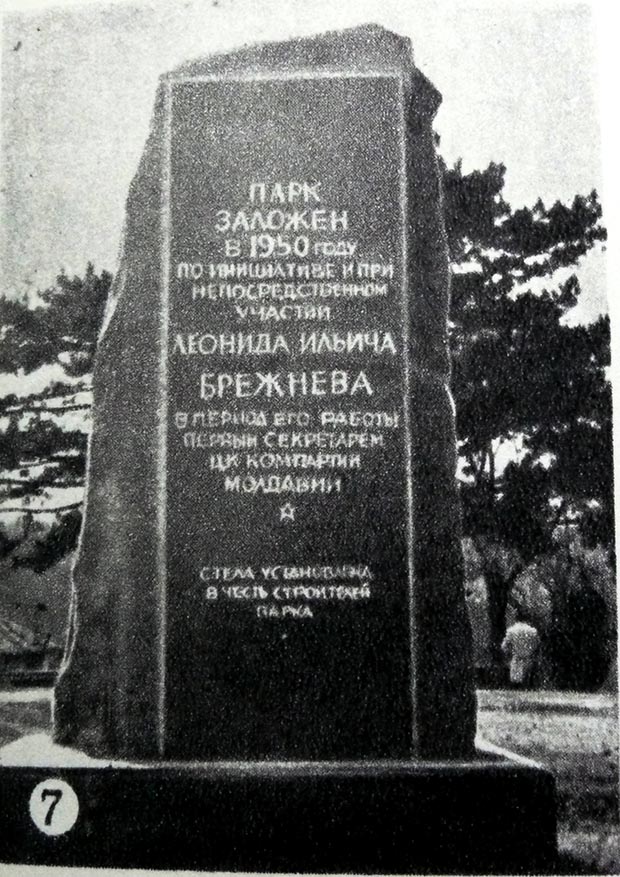 ПАРК
ЗАЛОЖЕН
В 1950 ГОДУ
ПО ИНИЦИАТИВЕ И ПРИ
НЕПОСРЕДСТВЕННОМ
УЧАСТИИ
ЛЕОНИДА ИЛЬИЧА
БРЕЖНЕВА
В ПЕРИОД ЕГО РАБОТЫ
ПЕРВЫМ СЕКРЕТАРЕМ
ЦК КОМПАРТИИ
МОЛДАВИИ
СТЕЛА УСТАНОВЛЕНА
В ЧЕСТЬ СТРОИТЕЛЕЙ
ПАРКА
7